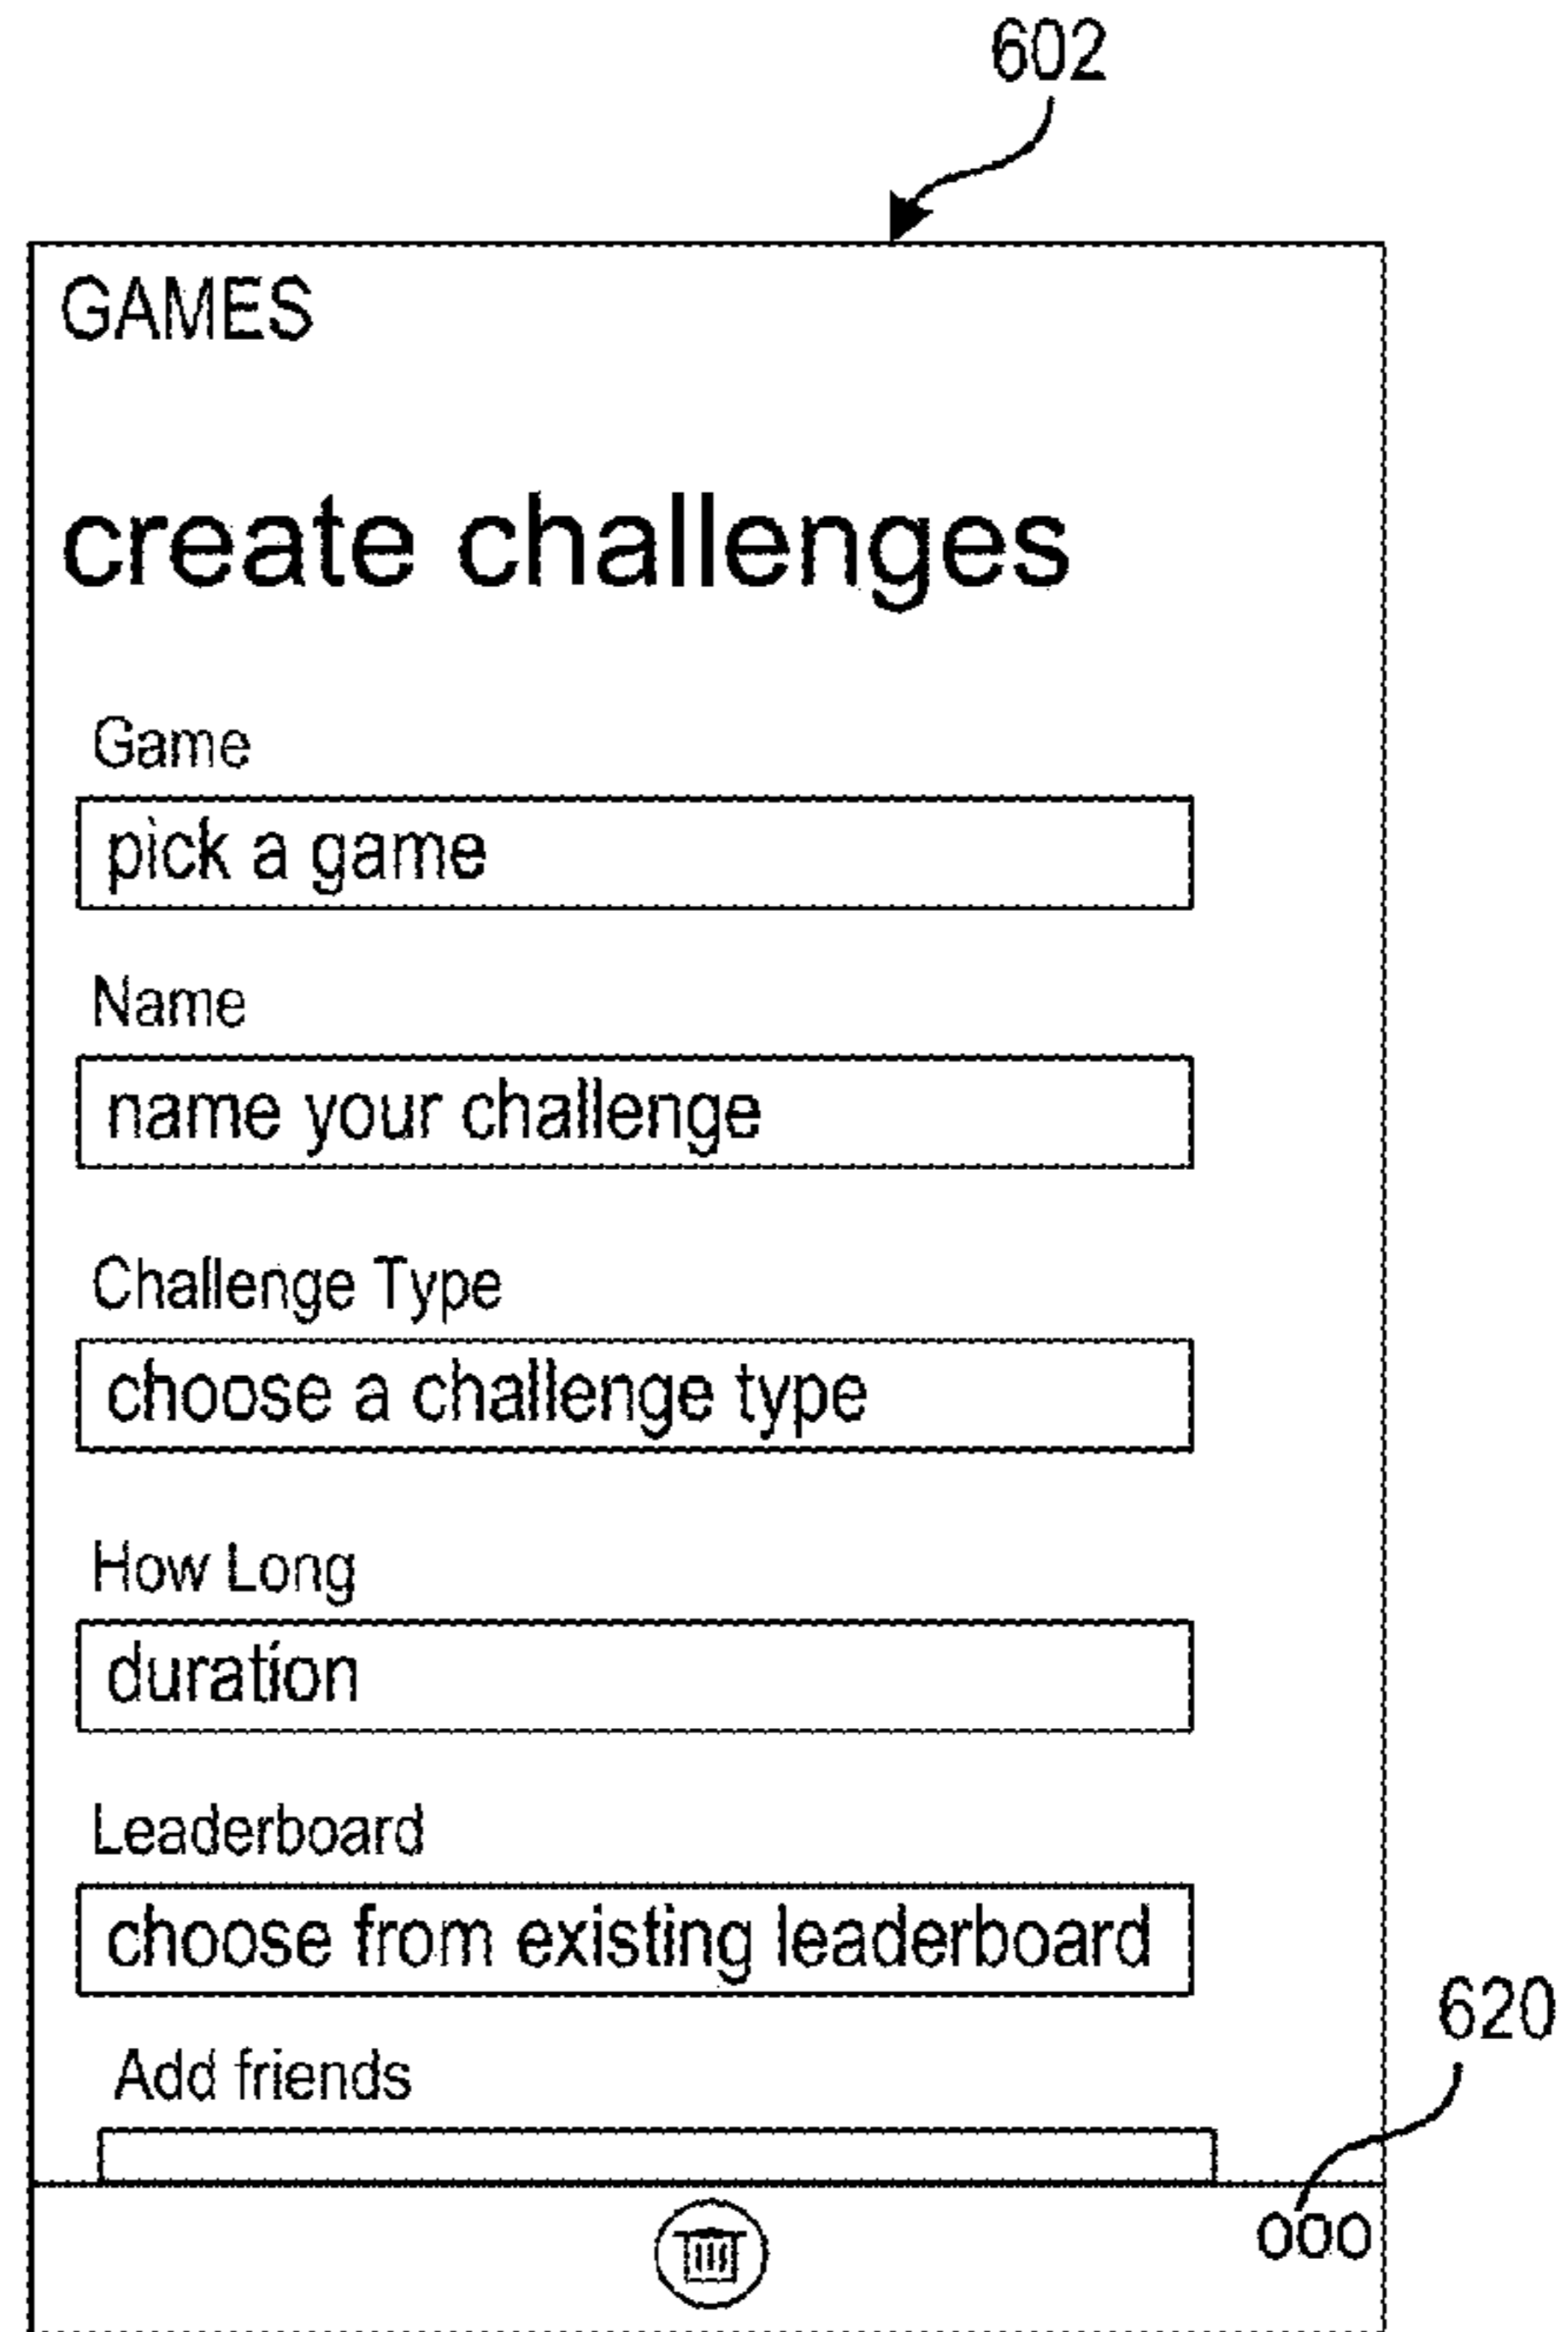 602
GAMES
create challenges
Game
pick a game
Name
name your challenge
Challenge Type
choose a challenge type
How Long
duration
Leaderboard
choose from existing leaderboard
620
Add friends
ooo